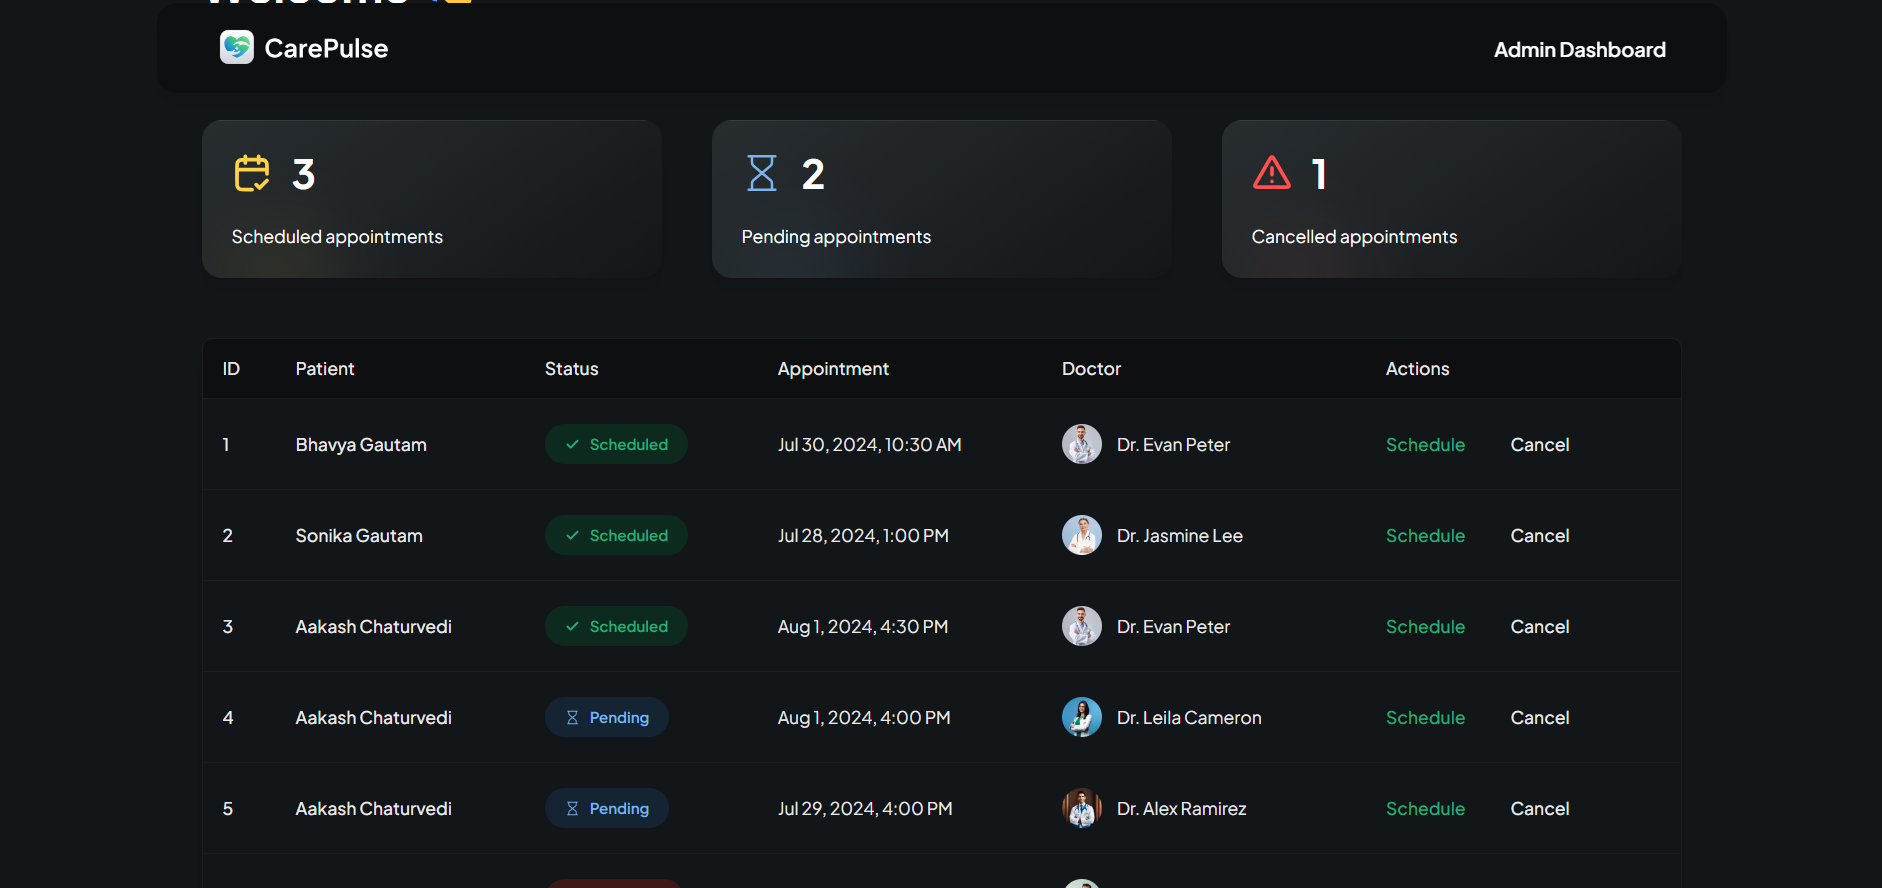 Welcome
CarePulse
Admin Dashboard
3
Scheduled appointments
2
Pending appointments
1
Cancelled appointments
ID Patient Status Appointment Doctor Actions
1 Bhavya Gautam Scheduled Jul 30, 2024, 10:30 AM Dr. Evan Peter Schedule Cancel
2 Sonika Gautam Scheduled Jul 28, 2024, 1:00 PM Dr. Jasmine Lee Schedule Cancel
3 Aakash Chaturvedi Scheduled Aug 1, 2024, 4:30 PM Dr. Evan Peter Schedule Cancel
4 Aakash Chaturvedi Pending Aug 1, 2024, 4:00 PM Dr. Leila Cameron Schedule Cancel
5 Aakash Chaturvedi Pending Jul 29, 2024, 4:00 PM Dr. Alex Ramirez Schedule Cancel